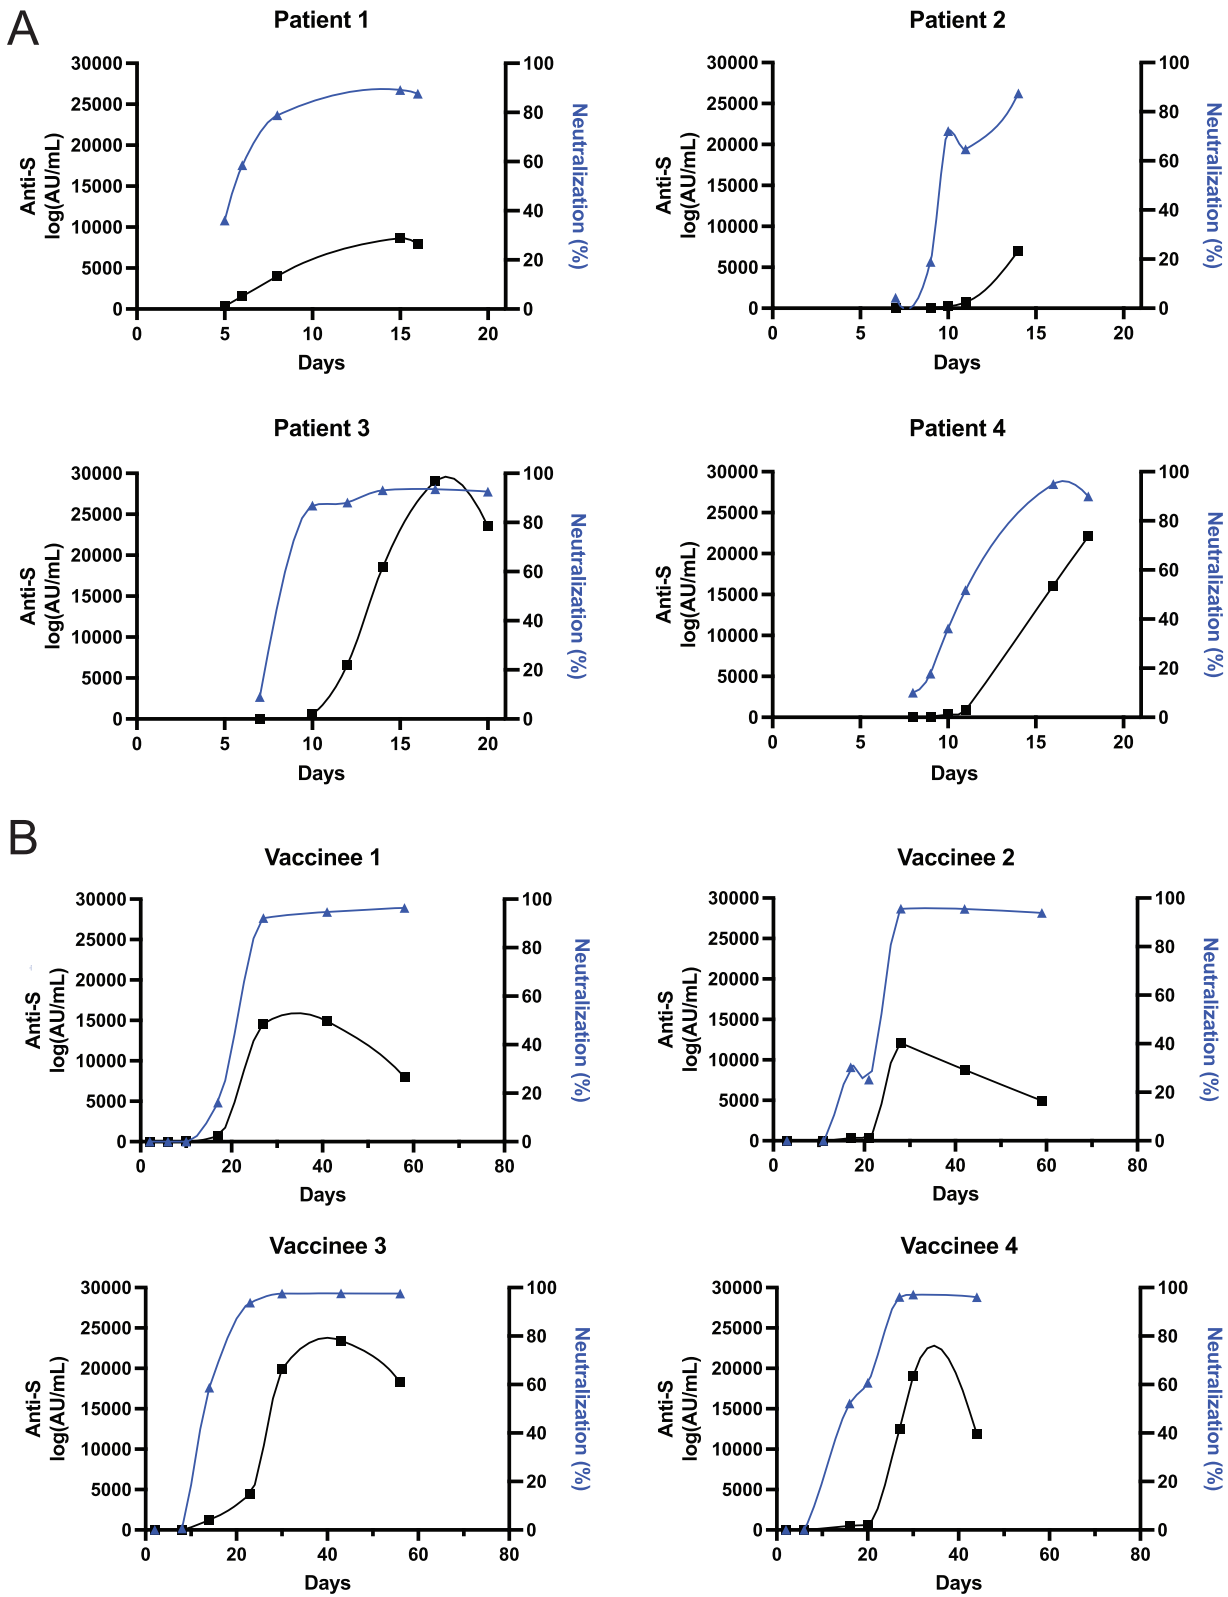 A
Patient 1
30000
25000
20000
15000
10000
5000
0
Anti-S
log(AU/mL)
100
80
60
40
20
0
Neutralization (%)
0 5 10 15 20
Days
Patient 2
30000
25000
20000
15000
10000
5000
0
Anti-S
log(AU/mL)
100
80
60
40
20
0
Neutralization (%)
0 5 10 15 20
Days
Patient 3
30000
25000
20000
15000
10000
5000
0
Anti-S
log(AU/mL)
100
80
60
40
20
0
Neutralization (%)
0 5 10 15 20
Days
Patient 4
30000
25000
20000
15000
10000
5000
0
Anti-S
log(AU/mL)
100
80
60
40
20
0
Neutralization (%)
0 5 10 15 20
Days
B
Vaccinee 1
30000
25000
20000
15000
10000
5000
0
Anti-S
log(AU/mL)
100
80
60
40
20
0
Neutralization (%)
0 20 40 60 80
Days
Vaccinee 2
30000
25000
20000
15000
10000
5000
0
Anti-S
log(AU/mL)
100
80
60
40
20
0
Neutralization (%)
0 20 40 60 80
Days
Vaccinee 3
30000
25000
20000
15000
10000
5000
0
Anti-S
log(AU/mL)
100
80
60
40
20
0
Neutralization (%)
0 20 40 60 80
Days
Vaccinee 4
30000
25000
20000
15000
10000
5000
0
Anti-S
log(AU/mL)
100
80
60
40
20
0
Neutralization (%)
0 20 40 60 80
Days